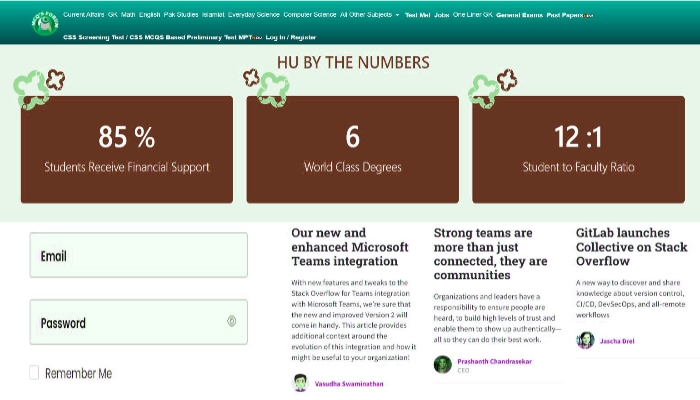 MCQ'S FORUM
Current Affairs GK Math English Pak Studies Islamiat Everyday Science Computer Science All Other Subjects Test Me! Jobs One Liner GK General Exams Past Papers
CSS Screening Test / CSS MCQS Based Preliminary Test MPT Log In / Register
HU BY THE NUMBERS
85 %
Students Receive Financial Support
6
World Class Degrees
12 :1
Student to Faculty Ratio
Email
Password
Remember Me
Our new and
enhanced Microsoft
Teams integration
With new features and tweaks to the
Stack Overflow for Teams integration
with Microsoft Teams, we're sure that
the new and improved Version 2 will
come in handy. This article provides
additional context around the
evolution of this integration and how it
might be useful to your organization!
Vasudha Swaminathan
Strong teams are
more than just
connected, they are
communities
Organizations and leaders have a
responsibility to ensure people are
heard, to build high levels of trust and
enable them to show up authentically—
all so they can do their best work.
Prashanth Chandrasekar
CEO
GitLab launches
Collective on Stack
Overflow
A new way to discover and share
knowledge about version control,
CI/CD, DevSecOps, and all-remote
workflows
Jascha Drel